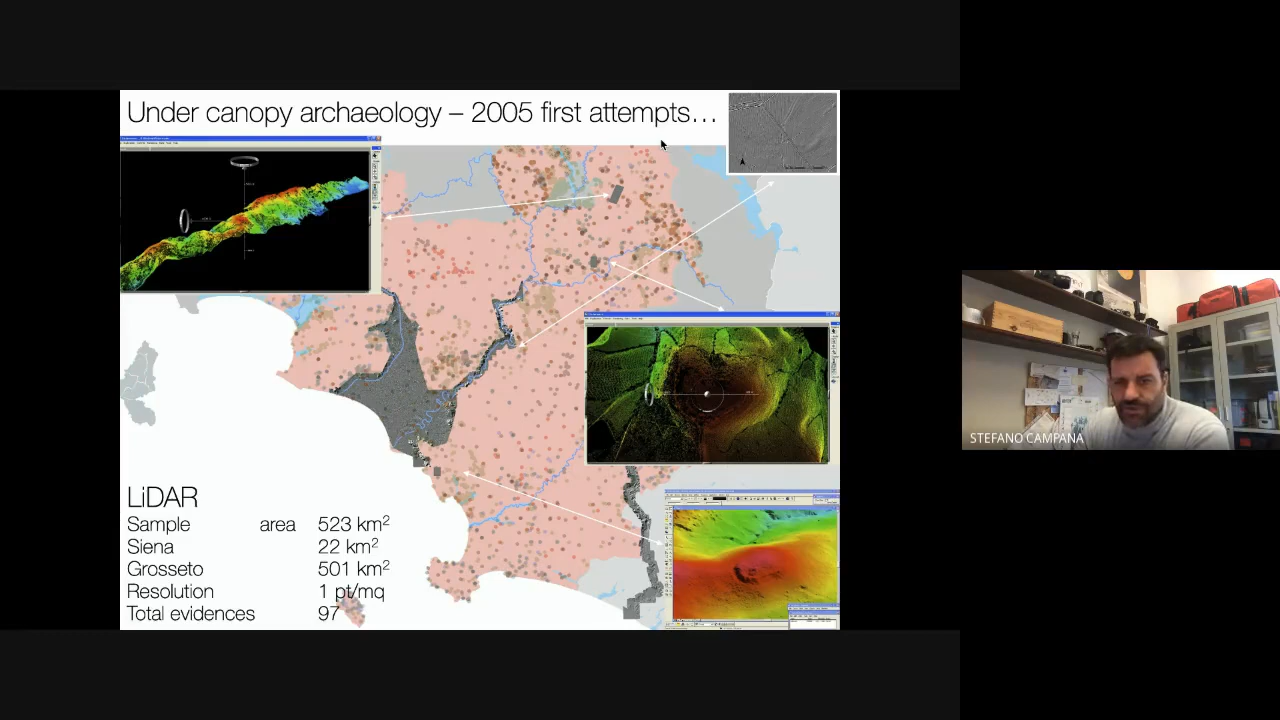 Under canopy archaeology – 2005 first attempts…
LiDAR
Sample area 523 km²
Siena 22 km²
Grosseto 501 km²
Resolution 1 pt/mq
Total evidences 97
STEFANO CAMPANA